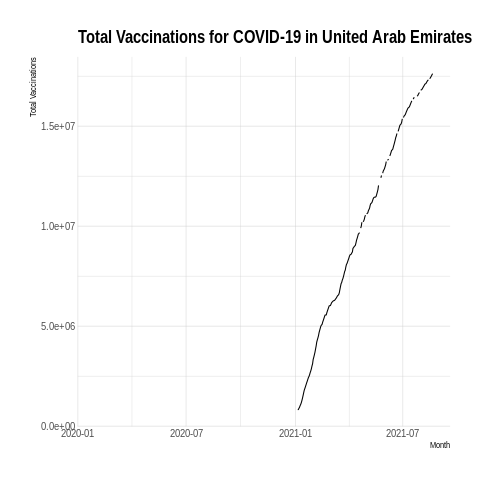 Total Vaccinations for COVID-19 in United Arab Emirates
Total Vaccinations
1.5e+07
1.0e+07
5.0e+06
0.0e+00
2020-01 2020-07 2021-01 2021-07
Month